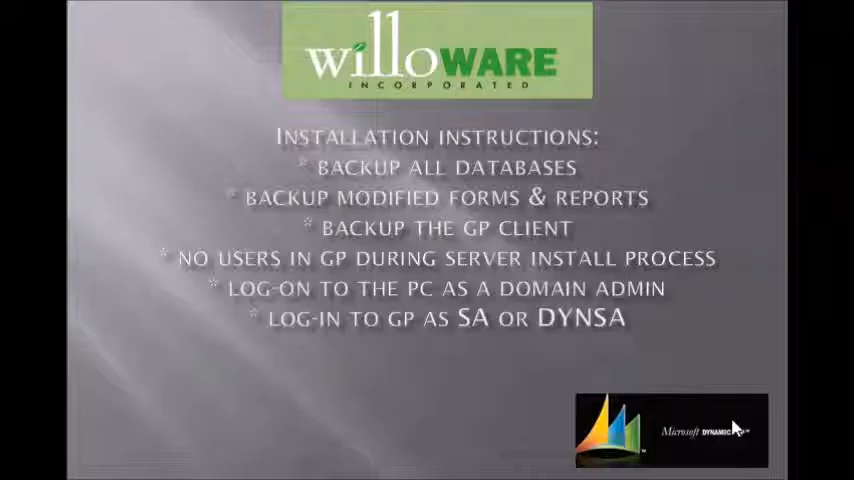 willoWARE
INCORPORATED
INSTALLATION INSTRUCTIONS:
* BACKUP ALL DATABASES
* BACKUP MODIFIED FORMS & REPORTS
* BACKUP THE GP CLIENT
* NO USERS IN GP DURING SERVER INSTALL PROCESS
* LOG-ON TO THE PC AS A DOMAIN ADMIN
* LOG-IN TO GP AS SA OR DYNSA
Microsoft